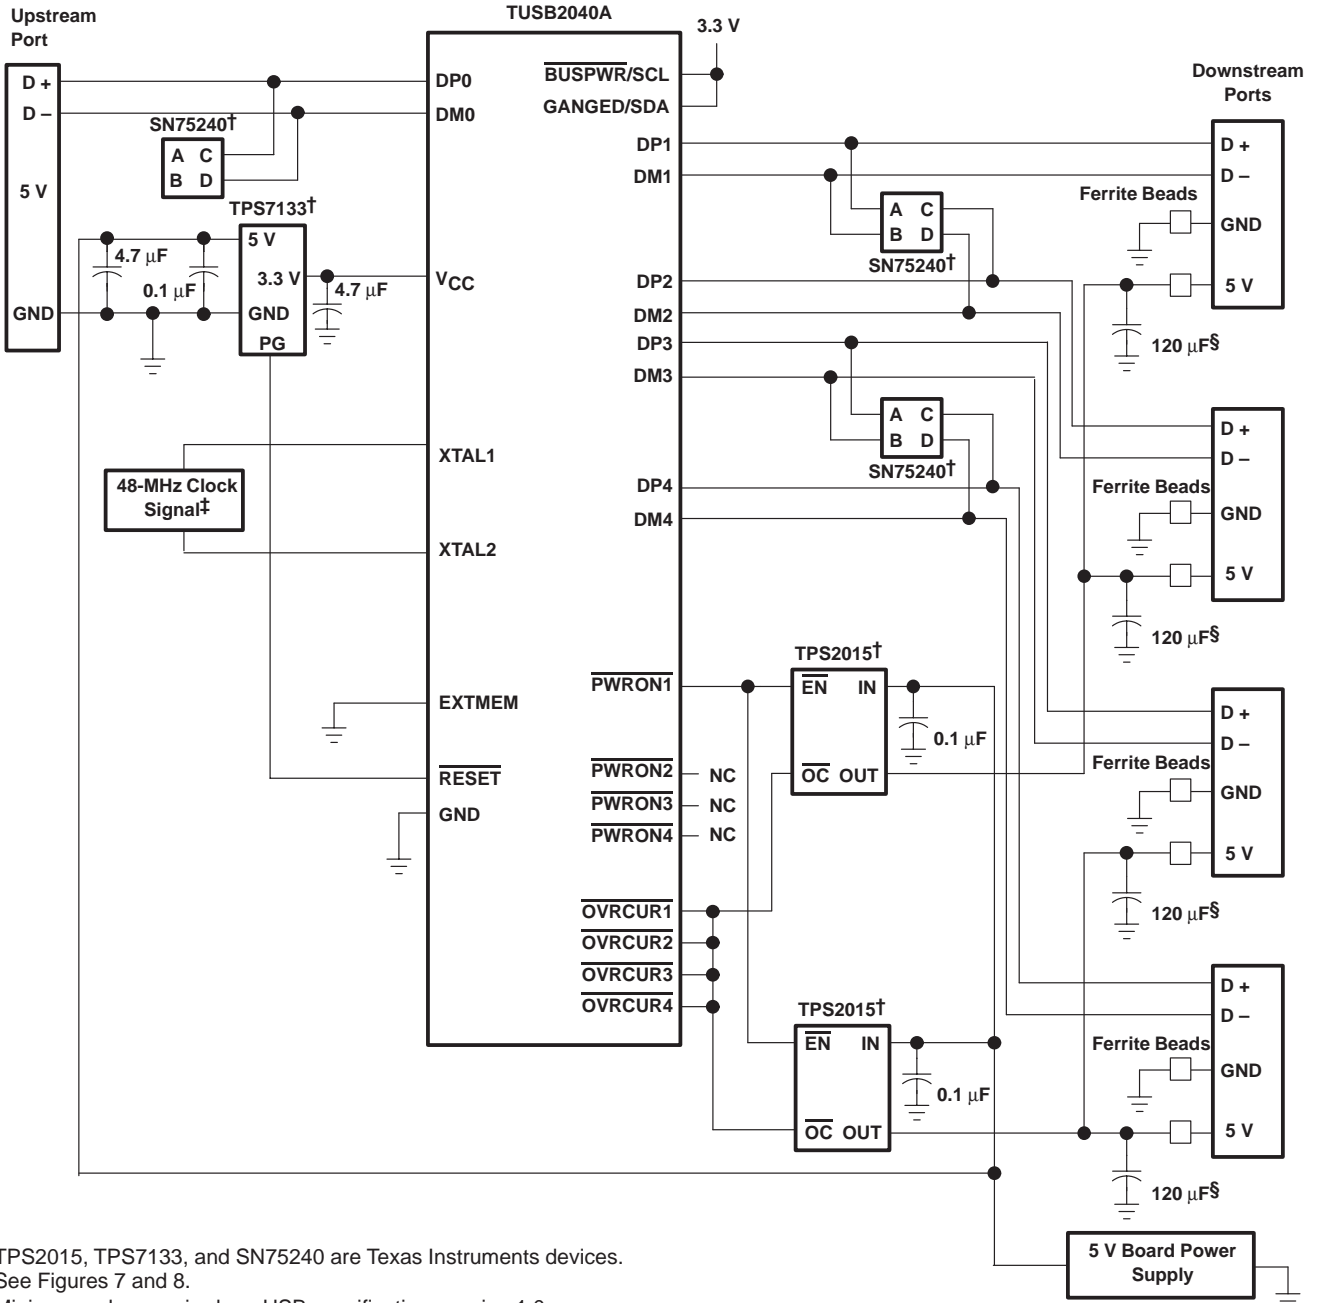 Upstream
Port
TUSB2040A
3.3 V
D +
D –
5 V
GND
SN75240†
A C
B D
TPS7133†
5 V
3.3 V
GND
PG
4.7 μF
0.1 μF
4.7 μF
48-MHz Clock
Signal‡
DP0
DM0
VCC
XTAL1
XTAL2
EXTMEM
RESET
GND
BUSPWR/SCL
GANGED/SDA
DP1
DM1
DP2
DM2
DP3
DM3
DP4
DM4
PWRON1
PWRON2
NC
PWRON3
NC
PWRON4
NC
OVRCUR1
OVRCUR2
OVRCUR3
OVRCUR4
A C
B D
SN75240†
A C
B D
SN75240†
TPS2015†
EN IN
OC OUT
0.1 μF
TPS2015†
EN IN
OC OUT
0.1 μF
Downstream
Ports
D +
D –
Ferrite Beads
GND
5 V
120 μF§
D +
D –
Ferrite Beads
GND
5 V
120 μF§
D +
D –
Ferrite Beads
GND
5 V
120 μF§
D +
D –
Ferrite Beads
GND
5 V
120 μF§
5 V Board Power
Supply
TPS2015, TPS7133, and SN75240 are Texas Instruments devices.
See Figures 7 and 8.